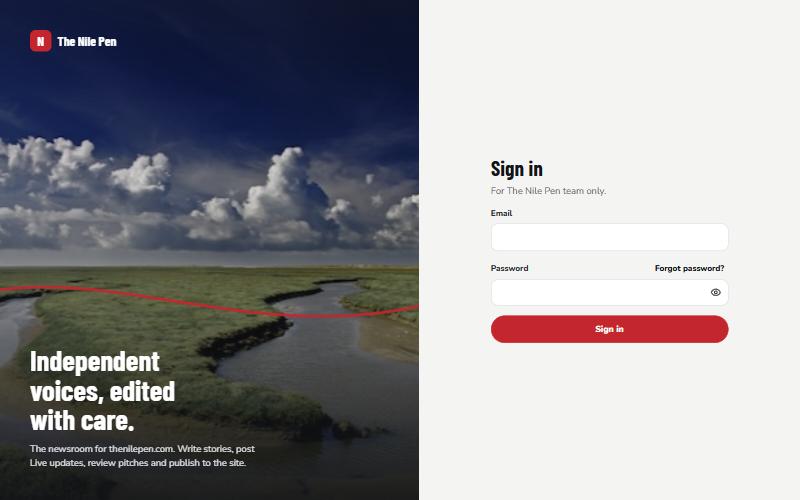 N The Nile Pen
Independent
voices, edited
with care.
The newsroom for thenilepen.com. Write stories, post
Live updates, review pitches and publish to the site.
Sign in
For The Nile Pen team only.
Email
Password Forgot password?
Sign in